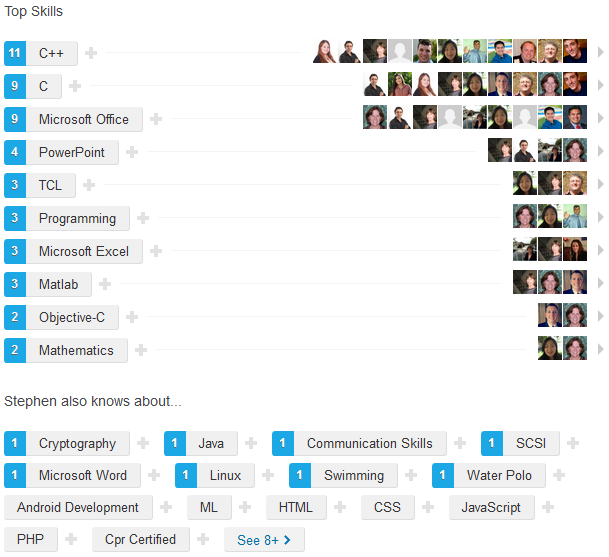 Top Skills
11 C++
9 C
9 Microsoft Office
4 PowerPoint
3 TCL
3 Programming
3 Microsoft Excel
3 Matlab
2 Objective-C
2 Mathematics
Stephen also knows about...
1 Cryptography 1 Java 1 Communication Skills 1 SCSI
1 Microsoft Word 1 Linux 1 Swimming 1 Water Polo
Android Development ML HTML CSS JavaScript
PHP Cpr Certified See 8+